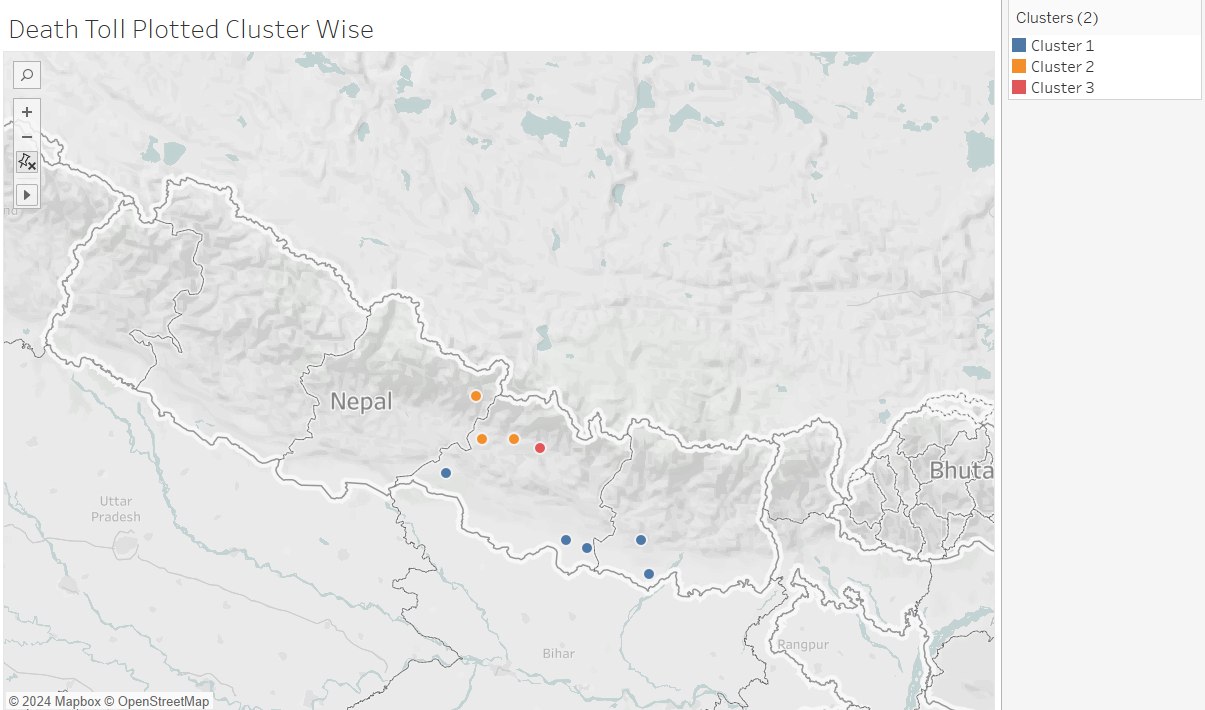 Death Toll Plotted Cluster Wise
Clusters (2)
Cluster 1
Cluster 2
Cluster 3
Nepal
Bhuta
Uttar
Pradesh
Bihar
Rangpur
© 2024 Mapbox © OpenStreetMap